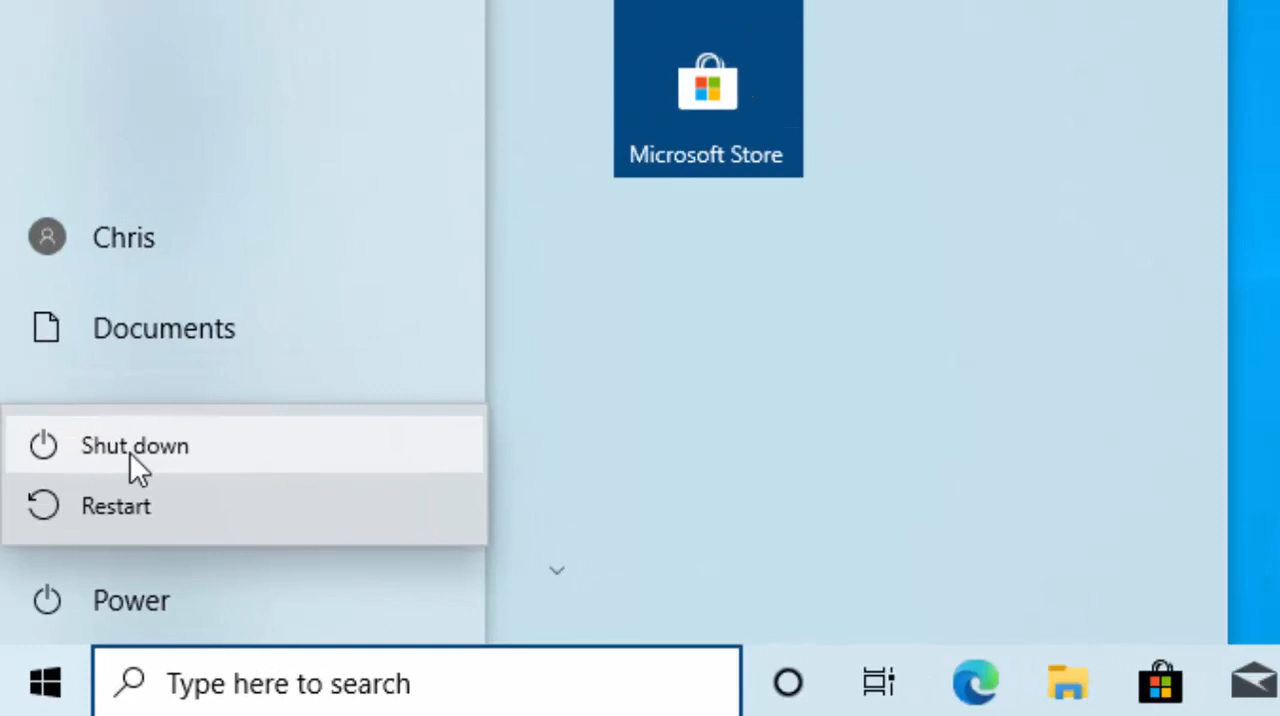 Microsoft Store
Chris
Documents
Shut down
Restart
Power
Type here to search